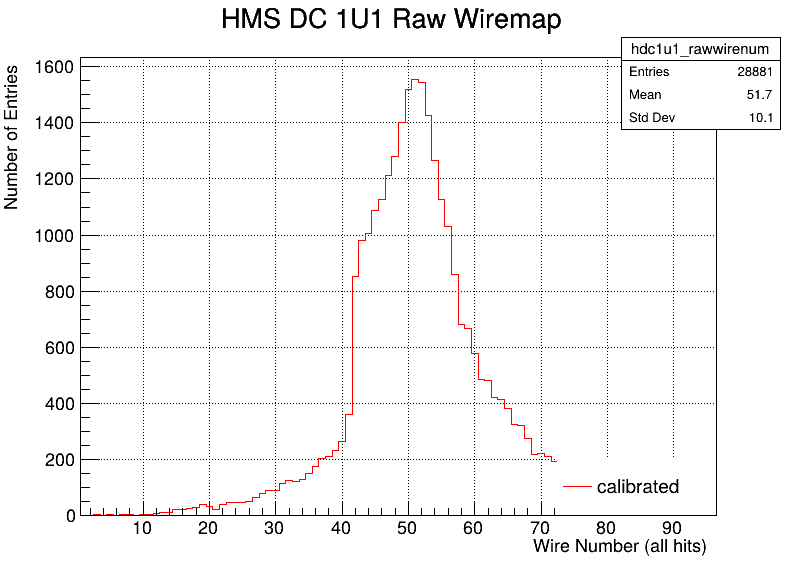 HMS DC 1U1 Raw Wiremap
hdc1u1_rawwirenum
Entries 28881
Mean 51.7
Std Dev 10.1
Number of Entries
1600
1400
1200
1000
800
600
400
200
0
calibrated
10 20 30 40 50 60 70 80 90
Wire Number (all hits)